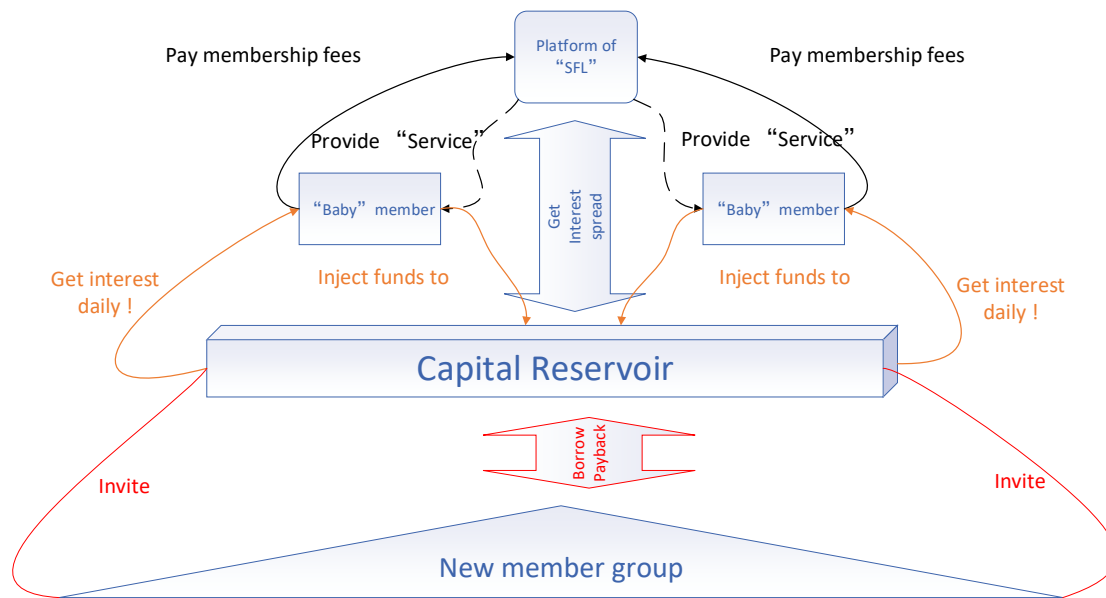 Pay membership fees
Platform of
“SFL”
Pay membership fees
Provide “Service”
Provide “Service”
“Baby” member
Get
Interest
spread
“Baby” member
Get interest
daily !
Inject funds to
Inject funds to
Get interest
daily !
Capital Reservoir
Borrow
Payback
Invite
Invite
New member group